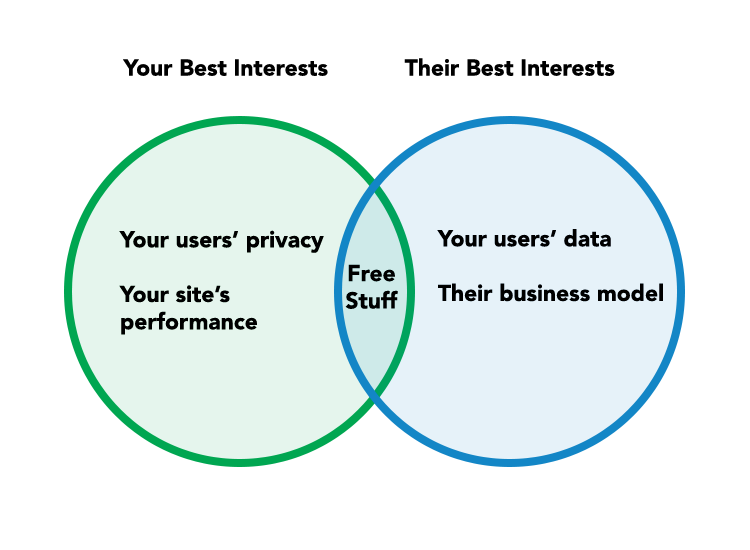 Your Best Interests
Their Best Interests
Your users’ privacy
Your site’s
performance
Free
Stuff
Your users’ data
Their business model